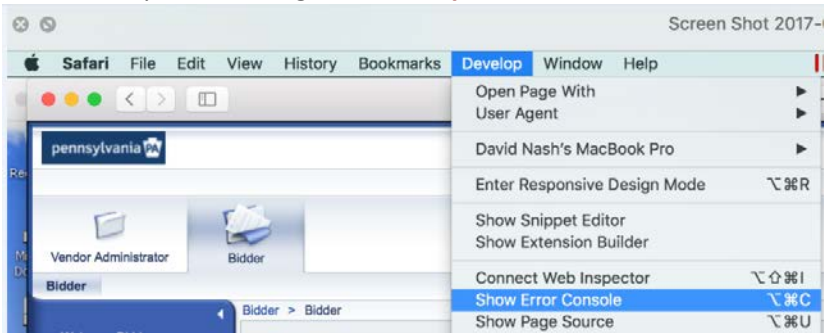 Screen Shot 2017-
Safari File Edit View History Bookmarks Develop Window Help
Open Page With
User Agent
pennsylvania PA
David Nash's MacBook Pro
Enter Responsive Design Mode ⌥⌘R
Show Snippet Editor
Show Extension Builder
Vendor Administrator Bidder
Connect Web Inspector ⌥⇧⌘I
Bidder
Show Error Console ⌥⌘C
Bidder > Bidder
Show Page Source ⌥⌘U